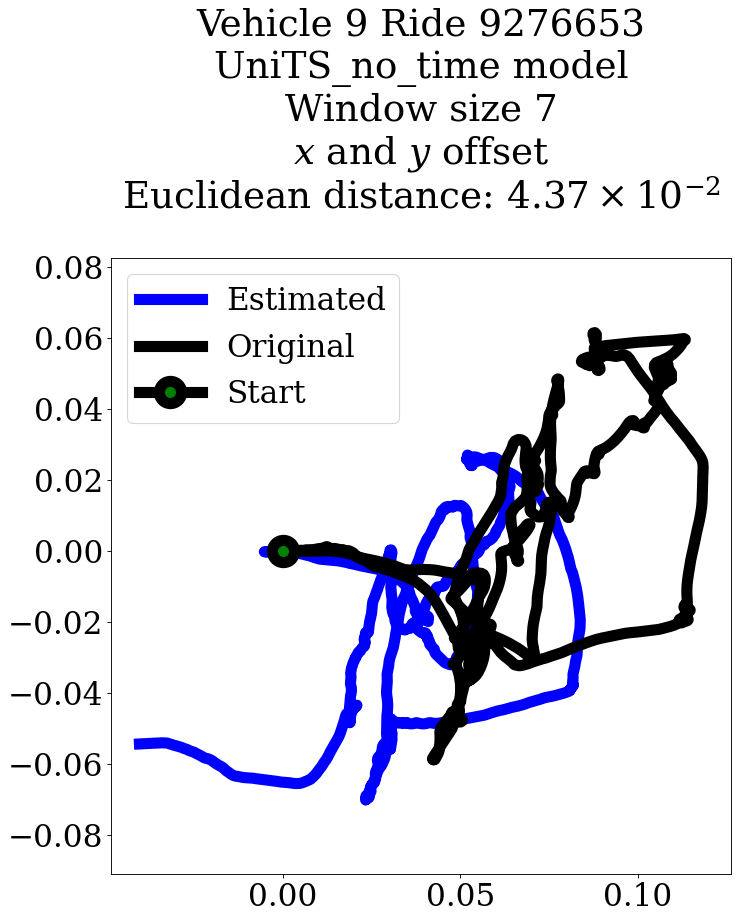 Vehicle 9 Ride 9276653
UniTS_no_time model
Window size 7
x and y offset
Euclidean distance: 4.37 × 10⁻²
Estimated
Original
Start
0.08
0.06
0.04
0.02
0.00
−0.02
−0.04
−0.06
−0.08
0.00 0.05 0.10